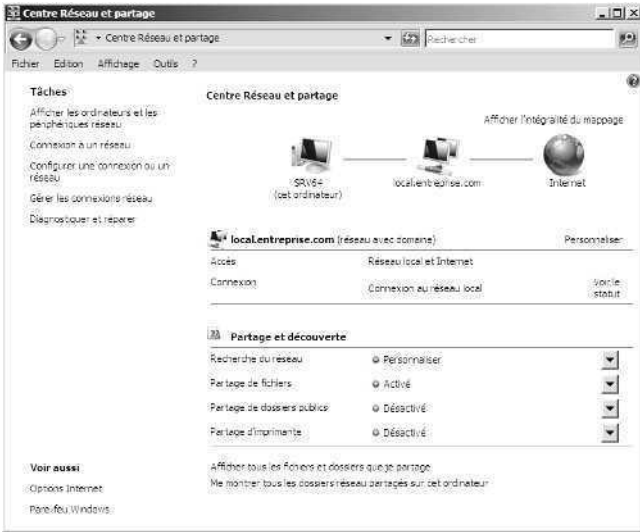 Centre Réseau et partage
Centre Réseau et partage
Rechercher
Fichier Edition Affichage Outils ?
Tâches
Afficher les ordinateurs et les
périphériques réseau
Connexion à un réseau
Configurer une connexion ou un
réseau
Gérer les connexions réseau
Diagnostiquer et réparer
Centre Réseau et partage
Afficher l'intégralité du mappage
SRV64
(cet ordinateur)
local.entreprise.com
Internet
local.entreprise.com (réseau avec domaine) Personnaliser
Accès Réseau local et Internet
Connexion Connexion au réseau local Voir le
statut
Partage et découverte
Recherche du réseau Personnaliser
Partage de fichiers Activé
Partage de dossiers publics Désactivé
Partage d'imprimante Désactivé
Afficher tous les fichiers et dossiers que je partage
Me montrer tous les dossiers réseau partagés sur cet ordinateur
Voir aussi
Options Internet
Pare-feu Windows